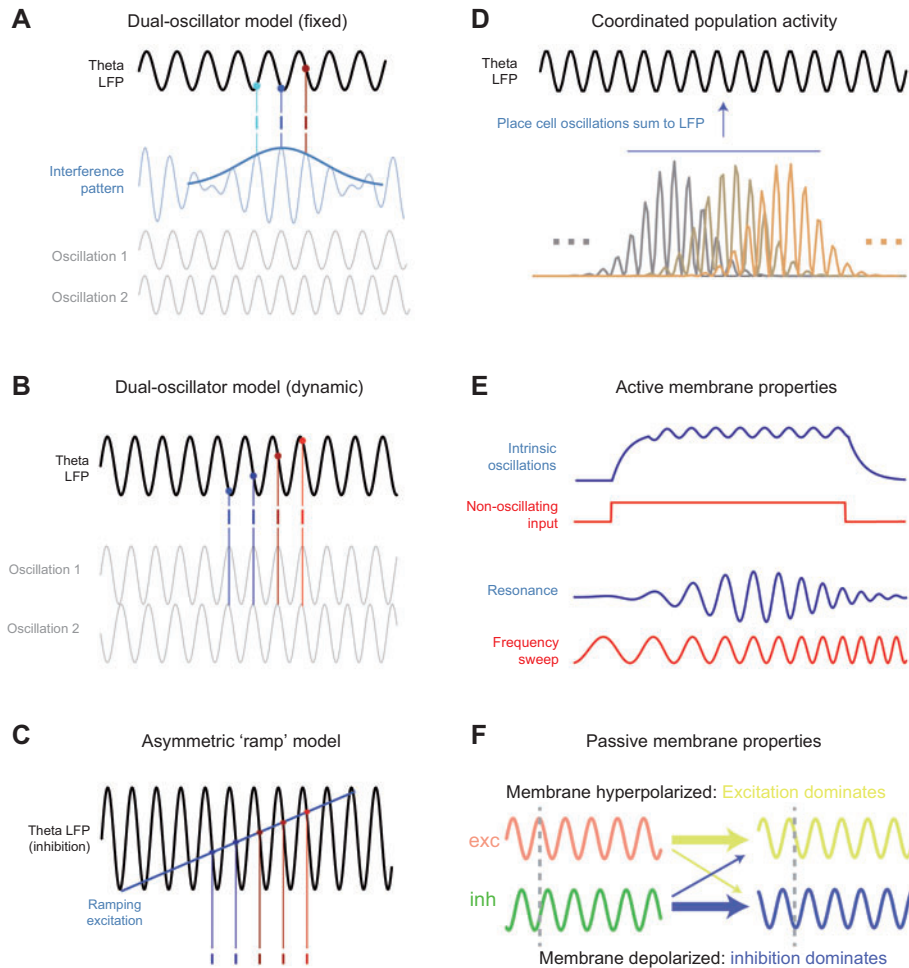 A
Dual-oscillator model (fixed)
Theta
LFP
Interference
pattern
Oscillation 1
Oscillation 2
B
Dual-oscillator model (dynamic)
Theta
LFP
Oscillation 1
Oscillation 2
C
Asymmetric ‘ramp’ model
Theta LFP
(inhibition)
Ramping
excitation
D
Coordinated population activity
Theta
LFP
Place cell oscillations sum to LFP
E
Active membrane properties
Intrinsic
oscillations
Non-oscillating
input
Resonance
Frequency
sweep
F
Passive membrane properties
Membrane hyperpolarized: Excitation dominates
exc
inh
Membrane depolarized: inhibition dominates